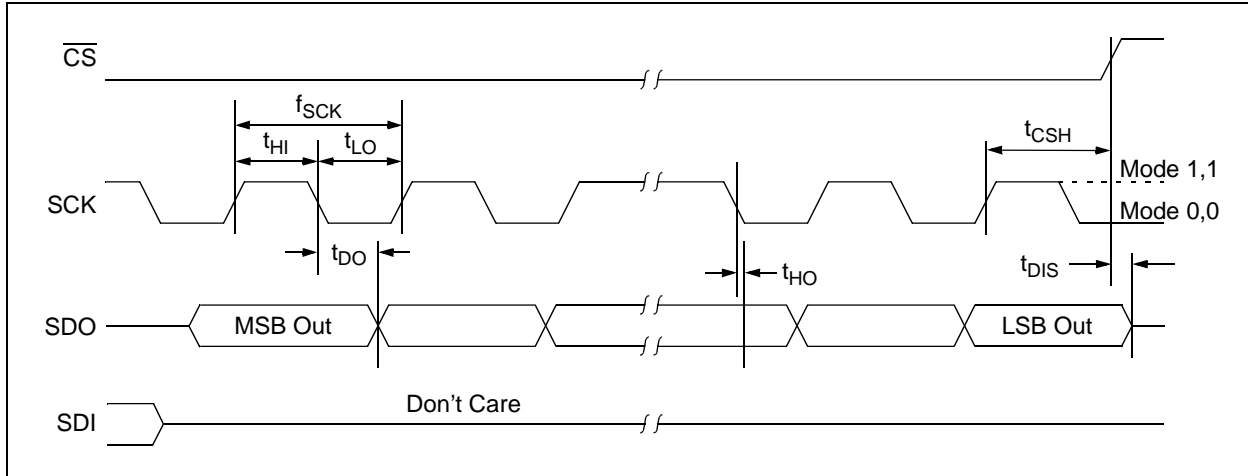 CS
fSCK
tHI
tLO
tCSH
Mode 1,1
SCK
Mode 0,0
tDO
tHO
tDIS
SDO
MSB Out
LSB Out
Don't Care
SDI